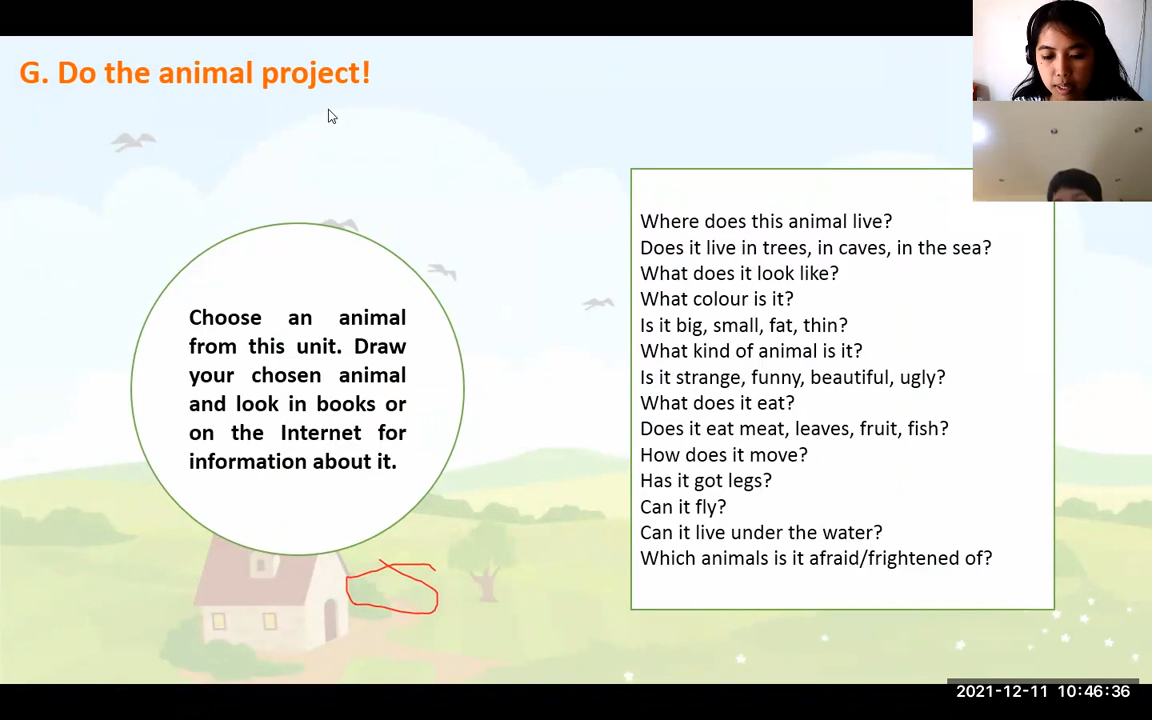 G. Do the animal project!
Choose an animal
from this unit. Draw
your chosen animal
and look in books or
on the Internet for
information about it.
Where does this animal live?
Does it live in trees, in caves, in the sea?
What does it look like?
What colour is it?
Is it big, small, fat, thin?
What kind of animal is it?
Is it strange, funny, beautiful, ugly?
What does it eat?
Does it eat meat, leaves, fruit, fish?
How does it move?
Has it got legs?
Can it fly?
Can it live under the water?
Which animals is it afraid/frightened of?
2021-12-11 10:46:36